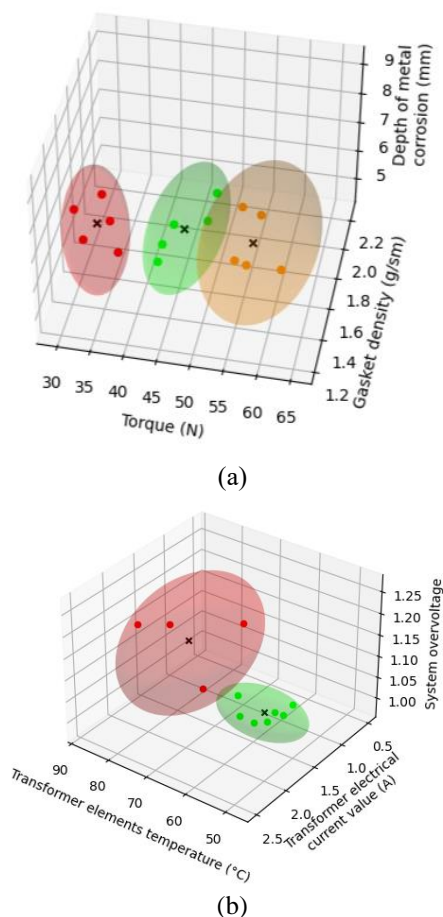 9
8
7
6
5
Depth of metal
corrosion (mm)
2.2
2.0
1.8
1.6
1.4
1.2
Gasket density (g/sm)
30 35 40 45 50 55 60 65
Torque (N)
(a)
1.25
1.20
1.15
1.10
1.05
1.00
System overvoltage
0.5
1.0
1.5
2.0
2.5
Transformer electrical
current value (A)
90 80 70 60 50
Transformer elements temperature (°C)
(b)